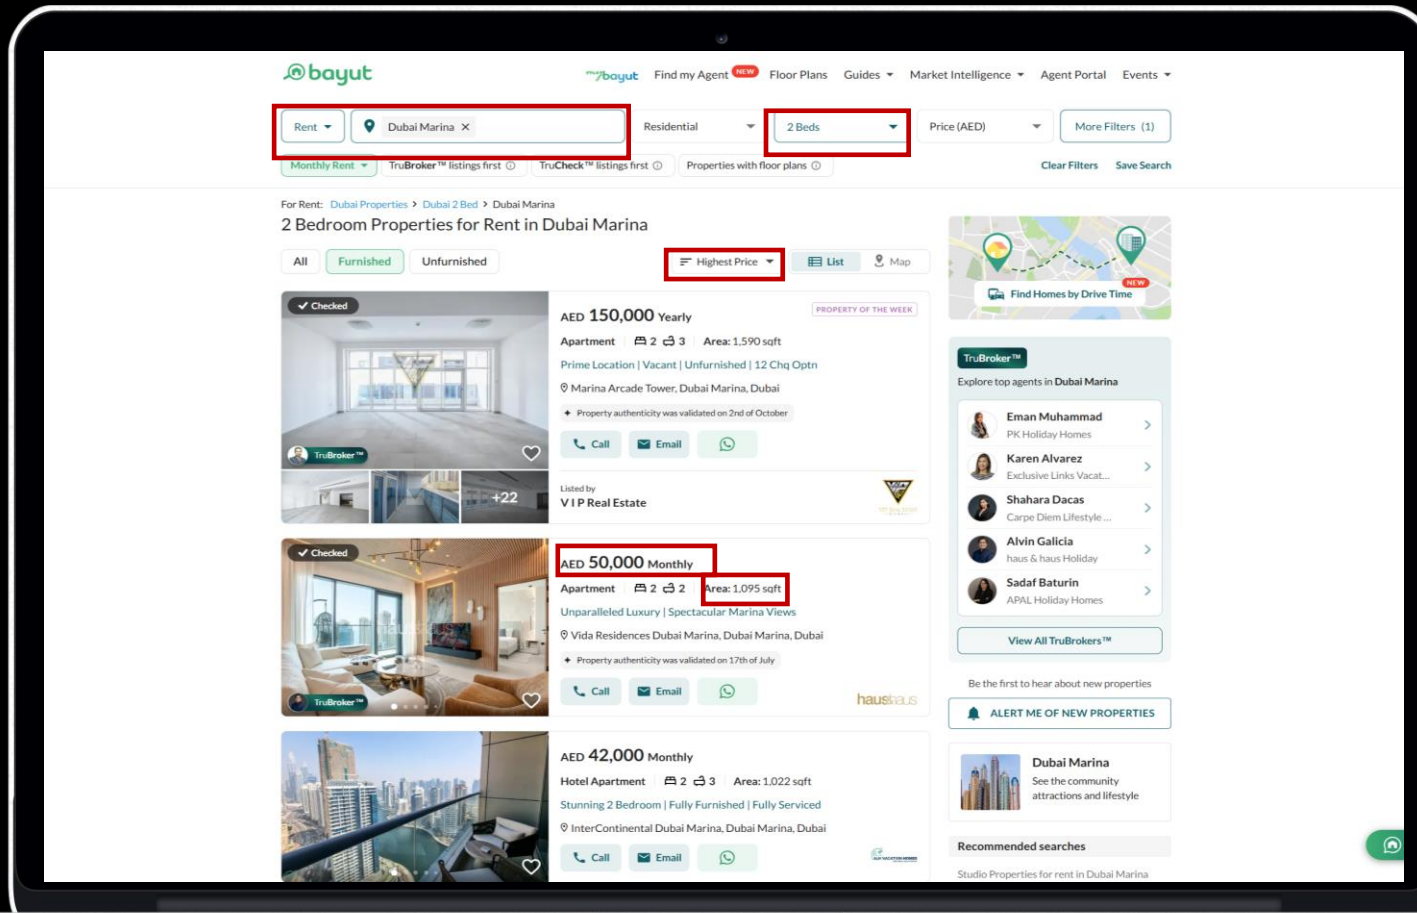 bayut
bayut Find my Agent NEW Floor Plans Guides Market Intelligence Agent Portal Events
Rent Dubai Marina Residential 2 Beds Price (AED) More Filters (1)
Monthly Rent TruBroker™ listings first TruCheck™ listings first Properties with floor plans Clear Filters Save Search
For Rent: Dubai Properties > Dubai 2 Bed > Dubai Marina
2 Bedroom Properties for Rent in Dubai Marina
All Furnished Unfurnished Highest Price List Map
NEW
Find Homes by Drive Time
Checked
AED 150,000 Yearly
PROPERTY OF THE WEEK
Apartment 2 3 Area: 1,590 sqft
Prime Location | Vacant | Unfurnished | 12 Chq Optn
Marina Arcade Tower, Dubai Marina, Dubai
Property authenticity was validated on 2nd of October
Call Email
TruBroker™
+22
Listed by
V I P Real Estate
Checked
AED 50,000 Monthly
Apartment 2 2 Area: 1,095 sqft
Unparalleled Luxury | Spectacular Marina Views
Vida Residences Dubai Marina, Dubai Marina, Dubai
Property authenticity was validated on 17th of July
Call Email
TruBroker™
haushaus
AED 42,000 Monthly
Hotel Apartment 2 3 Area: 1,022 sqft
Stunning 2 Bedroom | Fully Furnished | Fully Serviced
InterContinental Dubai Marina, Dubai Marina, Dubai
Call Email
TruBroker™
Explore top agents in Dubai Marina
Eman Muhammad
PK Holiday Homes
Karen Alvarez
Exclusive Links Vacat...
Shahara Dacas
Carpe Diem Lifestyle ...
Alvin Galicia
haus & haus Holiday
Sadaf Baturin
APAL Holiday Homes
View All TruBrokers™
Be the first to hear about new properties
ALERT ME OF NEW PROPERTIES
Dubai Marina
See the community
attractions and lifestyle
Recommended searches
Studio Properties for rent in Dubai Marina